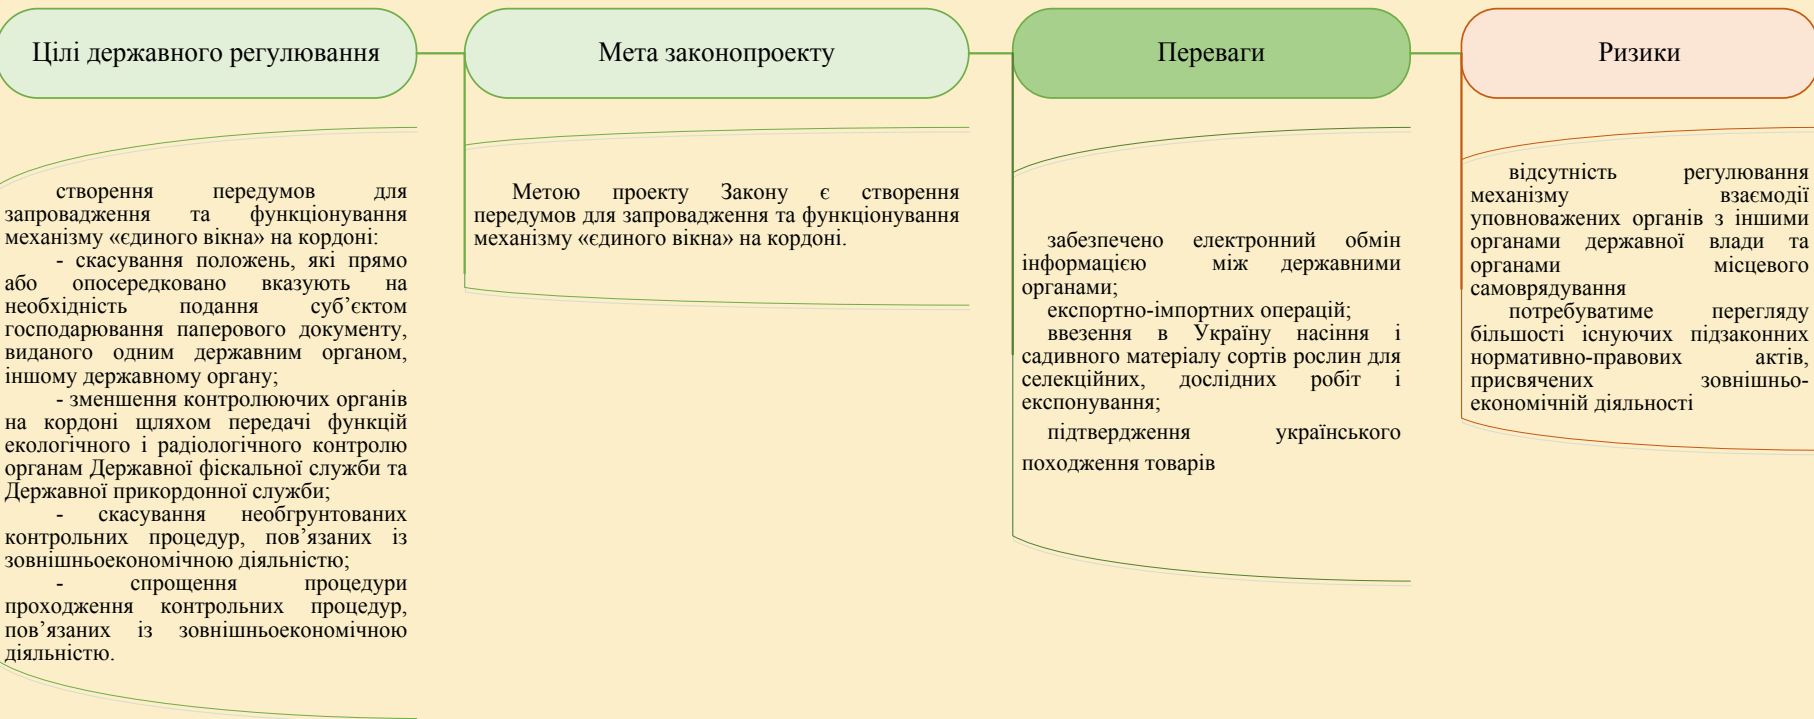 Цілі державного регулювання
створення передумов для
запровадження та функціонування
механізму «єдиного вікна» на кордоні:
- скасування положень, які прямо
або опосередковано вказують на
необхідність подання суб’єктом
господарювання паперового документу,
виданого одним державним органом,
іншому державному органу;
- зменшення контролюючих органів
на кордоні шляхом передачі функцій
екологічного і радіологічного контролю
органам Державної фіскальної служби та
Державної прикордонної служби;
- скасування необгрунтованих
контрольних процедур, пов’язаних із
зовнішньоекономічною діяльністю;
- спрощення процедури
проходження контрольних процедур,
пов’язаних із зовнішньоекономічною
діяльністю.
Мета законопроекту
Метою проекту Закону є створення
передумов для запровадження та функціонування
механізму «єдиного вікна» на кордоні.
Переваги
забезпечено електронний обмін
інформацією між державними
органами;
експортно-імпортних операцій;
ввезення в Україну насіння і
садивного матеріалу сортів рослин для
селекційних, дослідних робіт і
експонування;
підтвердження українського
походження товарів
Ризики
відсутність регулювання
механізму взаємодії
уповноважених органів з іншими
органами державної влади та
органами місцевого
самоврядування
потребуватиме перегляду
більшості існуючих підзаконних
нормативно-правових актів,
присвячених зовнішньо-
економічній діяльності